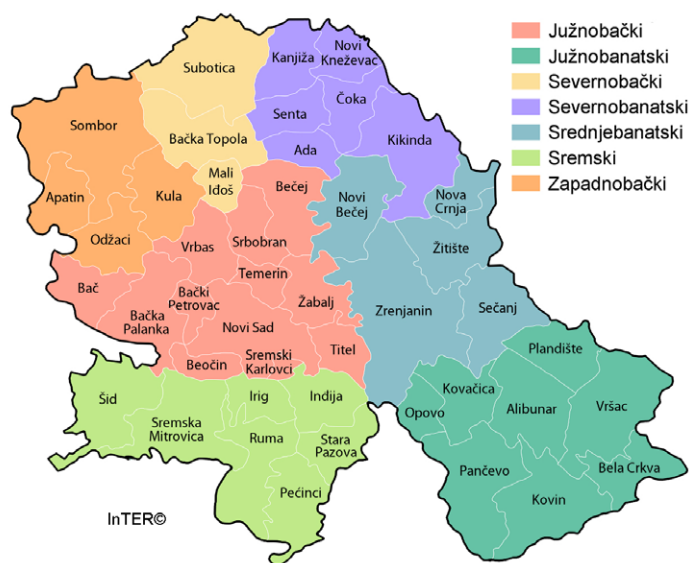 Južnobački
Južnobanatski
Severnobački
Severnobanatski
Srednjebanatski
Sremski
Zapadnobački
Subotica
Kanjiža
Novi
Kneževac
Čoka
Senta
Sombor
Bačka Topola
Ada
Kikinda
Mali
Iđoš
Apatin
Kula
Bečej
Novi
Bečej
Nova
Crnja
Odžaci
Vrbas
Srbobran
Žitište
Temerin
Bač
Bački
Petrovac
Bačka
Palanka
Žabalj
Zrenjanin
Sečanj
Novi Sad
Titel
Beočin
Sremski
Karlovci
Plandište
Kovačica
Opovo
Alibunar
Vršac
Šid
Irig
Inđija
Sremska
Mitrovica
Ruma
Stara
Pazova
Pećinci
Pančevo
Bela Crkva
Kovin
InTER©